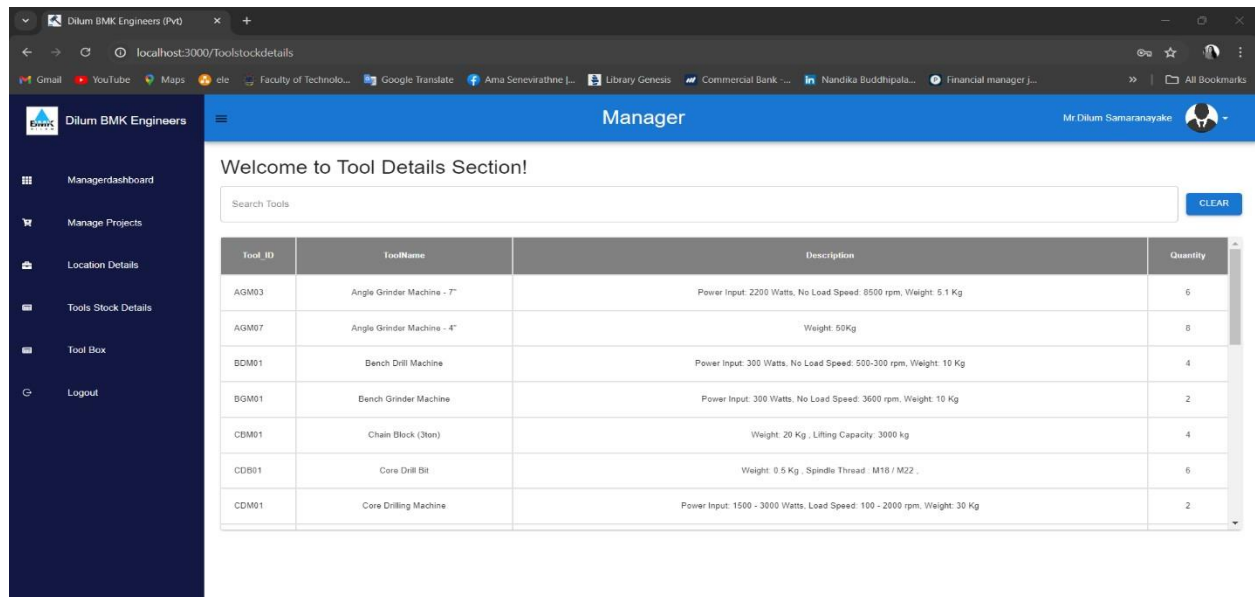 Dilum BMK Engineers (Pvt)
localhost:3000/Toolstockdetails
Gmail YouTube Maps ele Faculty of Technolo... Google Translate Ama Senevirathne |... Library Genesis Commercial Bank -... Nandika Buddhipala... Financial manager j... All Bookmarks
Dilum BMK Engineers
Manager
Mr.Dilum Samaranayake
Managerdashboard
Manage Projects
Location Details
Tools Stock Details
Tool Box
Logout
Welcome to Tool Details Section!
Search Tools
CLEAR
Tool_ID ToolName Description Quantity
AGM03 Angle Grinder Machine - 7" Power Input: 2200 Watts, No Load Speed: 8500 rpm, Weight: 5.1 Kg 6
AGM07 Angle Grinder Machine - 4" Weight: 50Kg 8
BDM01 Bench Drill Machine Power Input: 300 Watts, No Load Speed: 500-300 rpm, Weight: 10 Kg 4
BGM01 Bench Grinder Machine Power Input: 300 Watts, No Load Speed: 3600 rpm, Weight: 10 Kg 2
CBM01 Chain Block (3ton) Weight: 20 Kg , Lifting Capacity: 3000 kg 4
CDB01 Core Drill Bit Weight: 0.5 Kg , Spindle Thread : M18 / M22 , 6
CDM01 Core Drilling Machine Power Input: 1500 - 3000 Watts, Load Speed: 100 - 2000 rpm, Weight: 30 Kg 2